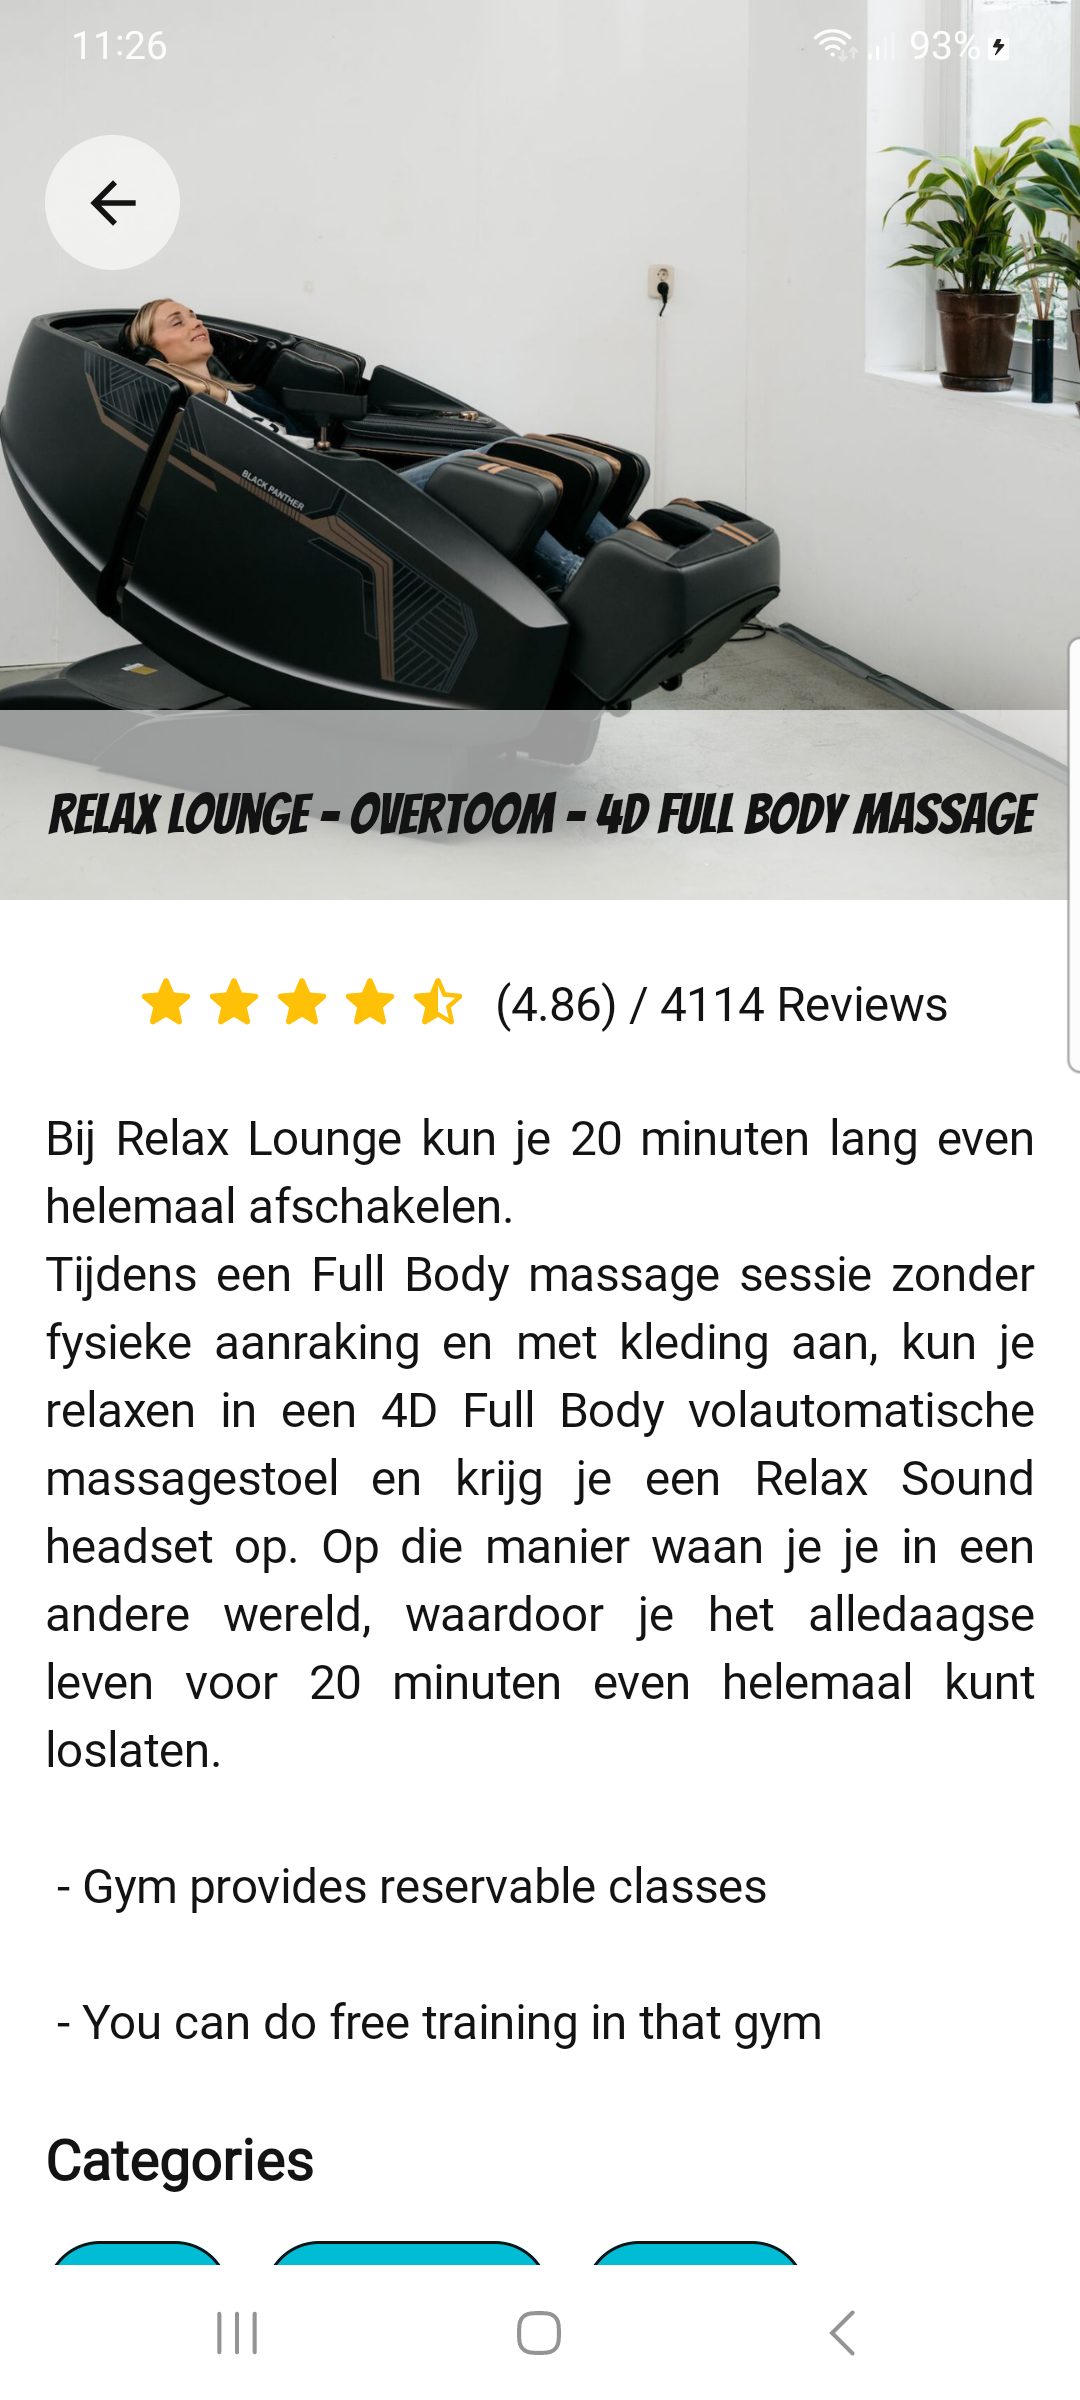 11:26
93%
BLACK PANTHER
RELAX LOUNGE - OVERTOOM - 4D FULL BODY MASSAGE
(4.86) / 4114 Reviews
Bij Relax Lounge kun je 20 minuten lang even
helemaal afschakelen.
Tijdens een Full Body massage sessie zonder
fysieke aanraking en met kleding aan, kun je
relaxen in een 4D Full Body volautomatische
massagestoel en krijg je een Relax Sound
headset op. Op die manier waan je je in een
andere wereld, waardoor je het alledaagse
leven voor 20 minuten even helemaal kunt
loslaten.
- Gym provides reservable classes
- You can do free training in that gym
Categories